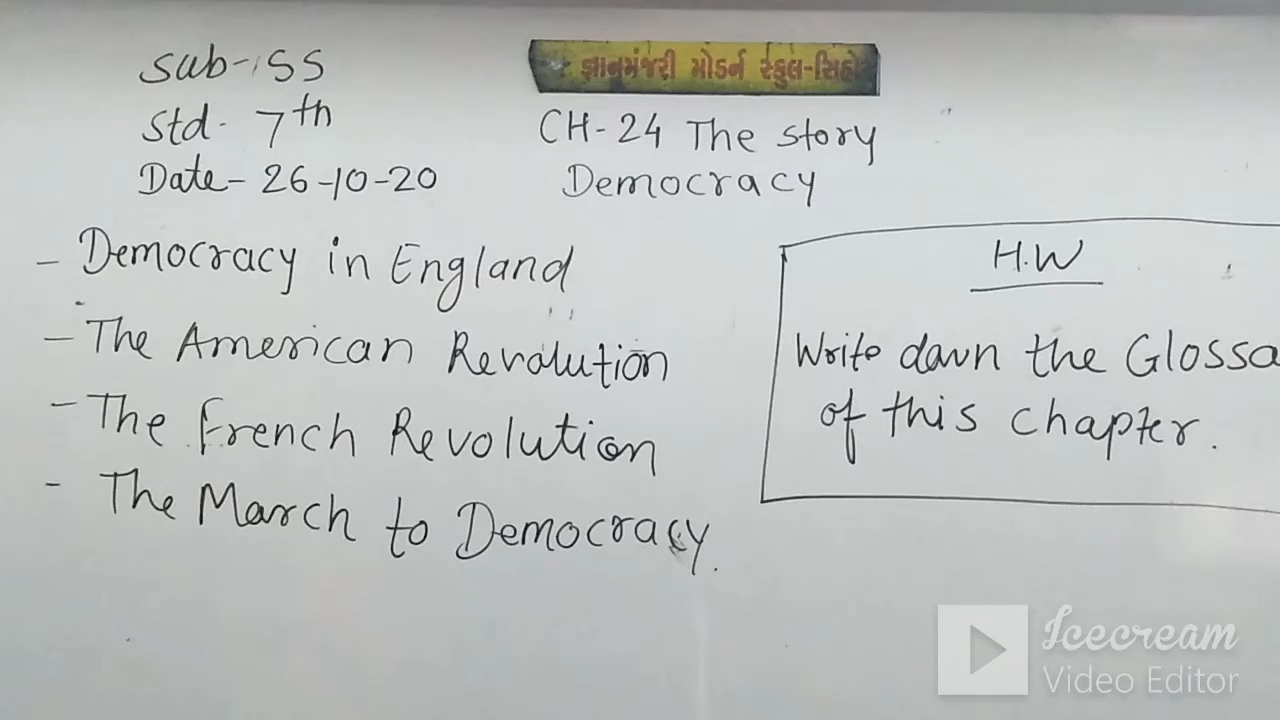 Sub-SS
Std- 7th
Date- 26-10-20
જ્ઞાનમંજરી મોડર્ન સ્કુલ-સિહો
CH-24 The story
Democracy
- Democracy in England
- The American Revolution
- The French Revolution
- The March to Democracy.
H.W
Write down the Glossa
of this chapter.
Icecream
Video Editor